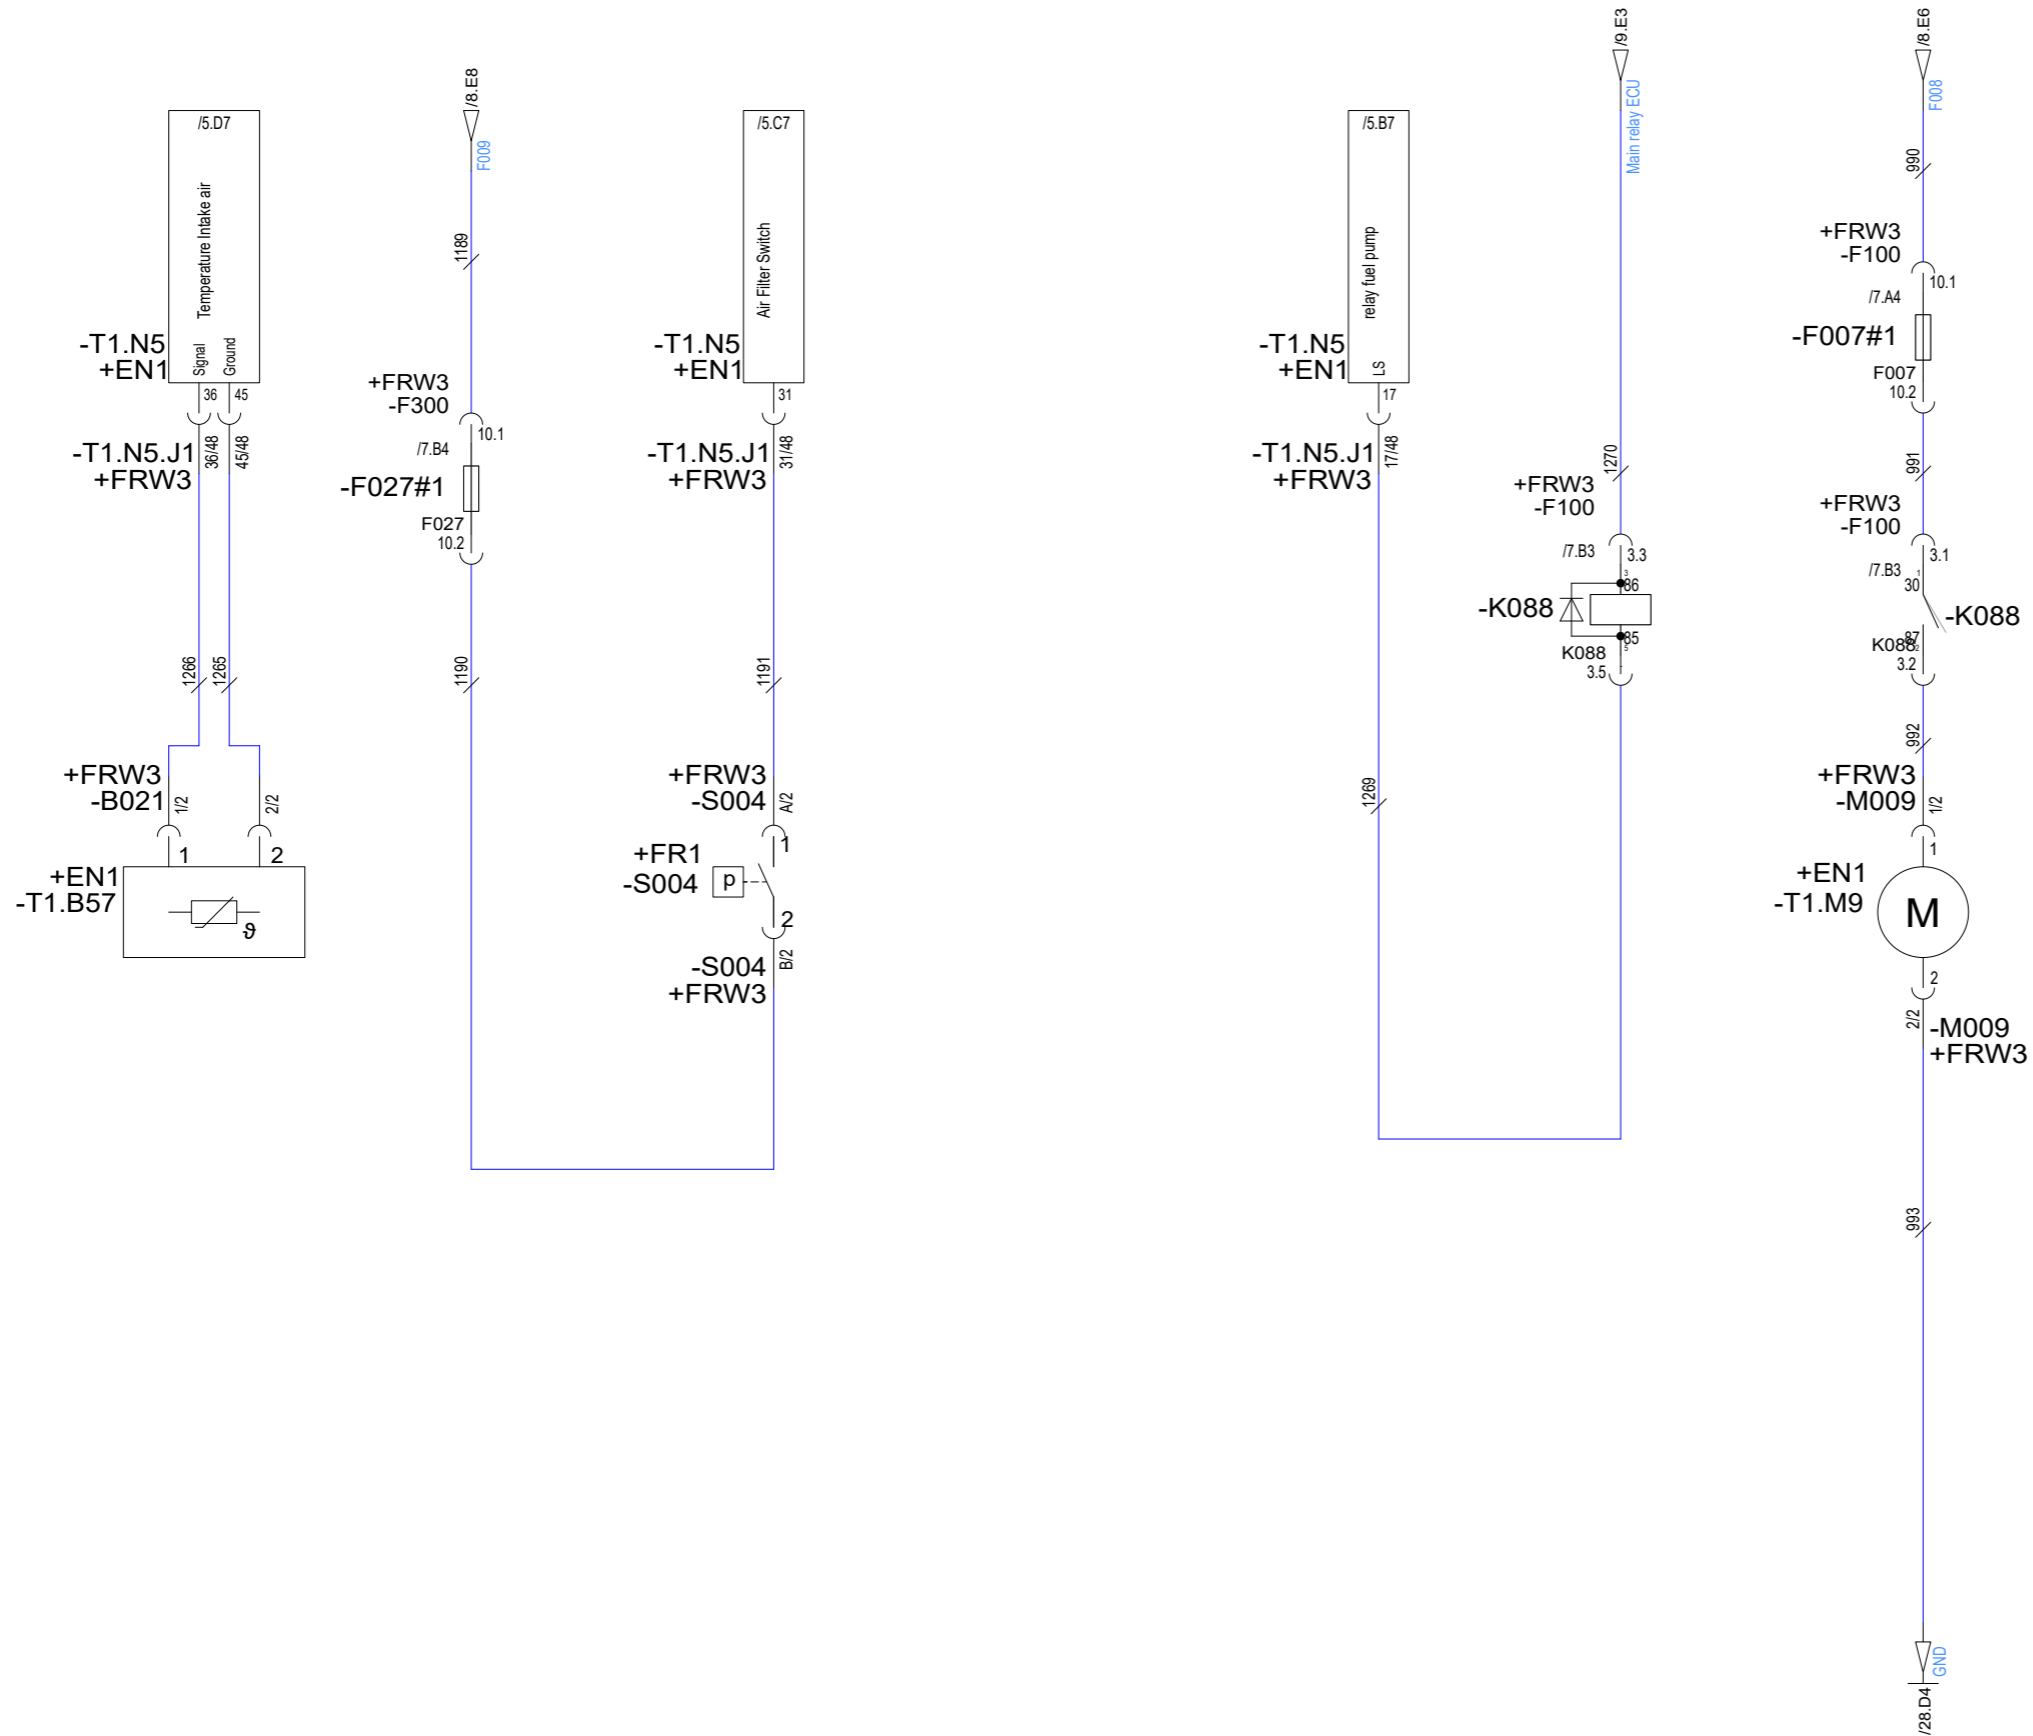 /5.D7
Temperature Intake air
Signal
Ground
-T1.N5
+EN1
36
45
-T1.N5.J1
+FRW3
36/48
45/48
1266
1265
+FRW3
-B021
1/2
2/2
1
2
+EN1
-T1.B57
ϑ
/8.E8
F009
1189
+FRW3
-F300
10.1
/7.B4
-F027#1
F027
10.2
1190
/5.C7
Air Filter Switch
-T1.N5
+EN1
31
-T1.N5.J1
+FRW3
31/48
1191
+FRW3
-S004
A/2
1
+FR1
-S004
p
2
-S004
+FRW3
B/2
/5.B7
relay fuel pump
LS
-T1.N5
+EN1
17
-T1.N5.J1
+FRW3
17/48
1269
/9.E3
Main relay ECU
1270
+FRW3
-F100
/7.B3
3.3
3
86
-K088
85
5
K088
3.5
/8.E6
F008
990
+FRW3
-F100
10.1
/7.A4
-F007#1
F007
10.2
991
+FRW3
-F100
3.1
/7.B3
1
30
-K088
87
K088
2
3.2
992
+FRW3
-M009
1/2
1
+EN1
-T1.M9
M
2
2/2
-M009
+FRW3
993
GND
/28.D4